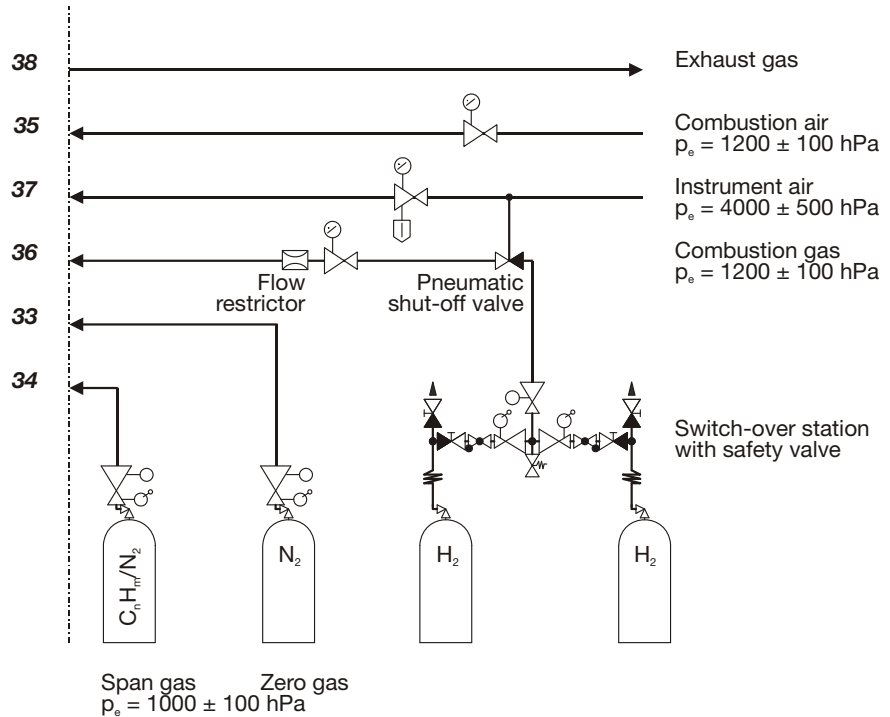 38
Exhaust gas
35
Combustion air
pₑ = 1200 ± 100 hPa
37
Instrument air
pₑ = 4000 ± 500 hPa
36
Combustion gas
pₑ = 1200 ± 100 hPa
Flow
restrictor
Pneumatic
shut-off valve
33
34
Switch-over station
with safety valve
CₙHₘ/N₂
N₂
H₂
H₂
Span gas
Zero gas
pₑ = 1000 ± 100 hPa